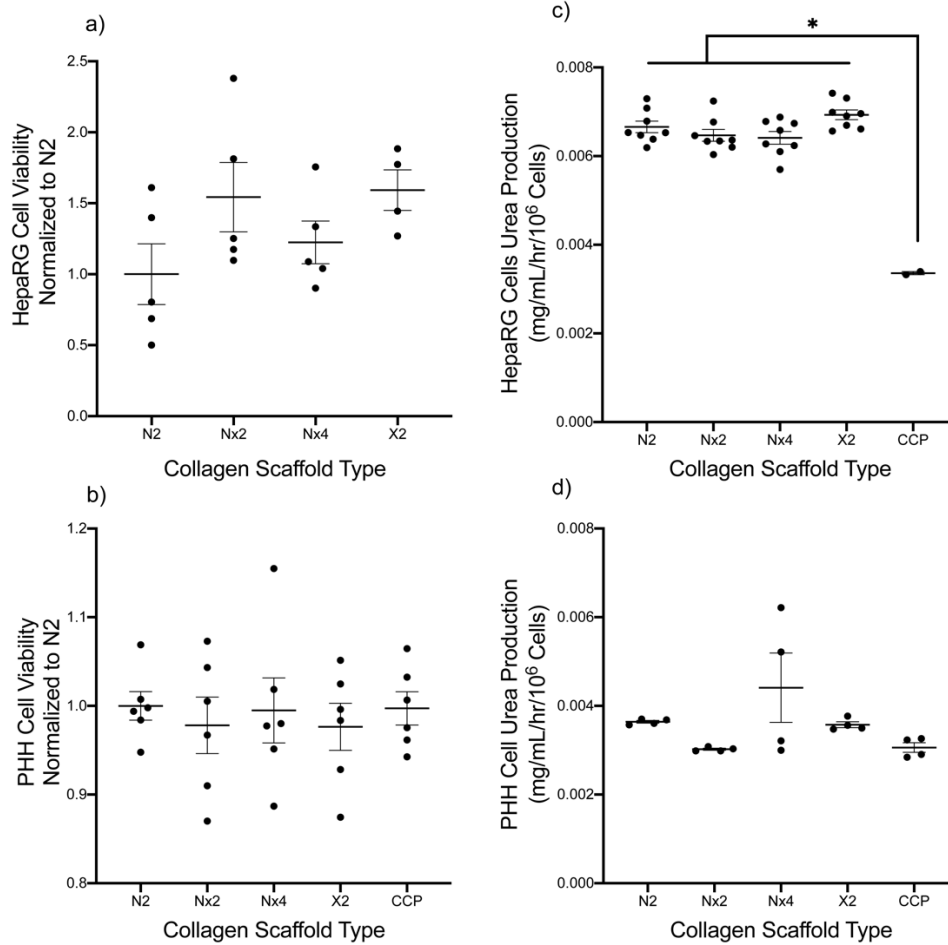 a)
HepaRG Cell Viability
Normalized to N2
2.5
2.0
1.5
1.0
0.5
0.0
N2 Nx2 Nx4 X2
Collagen Scaffold Type
c)
*
HepaRG Cells Urea Production
(mg/mL/hr/10⁶ Cells)
0.008
0.006
0.004
0.002
0.000
N2 Nx2 Nx4 X2 CCP
Collagen Scaffold Type
b)
PHH Cell Viability
Normalized to N2
1.2
1.1
1.0
0.9
0.8
N2 Nx2 Nx4 X2 CCP
Collagen Scaffold Type
d)
PHH Cell Urea Production
(mg/mL/hr/10⁶ Cells)
0.008
0.006
0.004
0.002
0.000
N2 Nx2 Nx4 X2 CCP
Collagen Scaffold Type